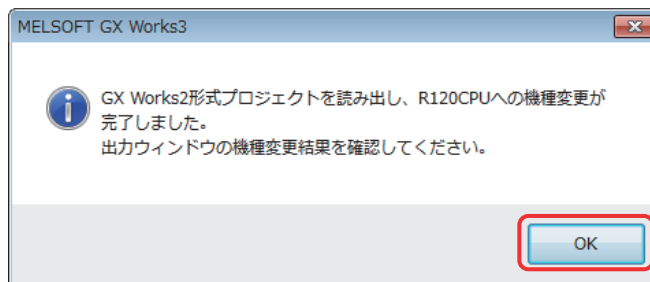 MELSOFT GX Works3
GX Works2形式プロジェクトを読み出し、R120CPUへの機種変更が
完了しました。
出力ウィンドウの機種変更結果を確認してください。
OK